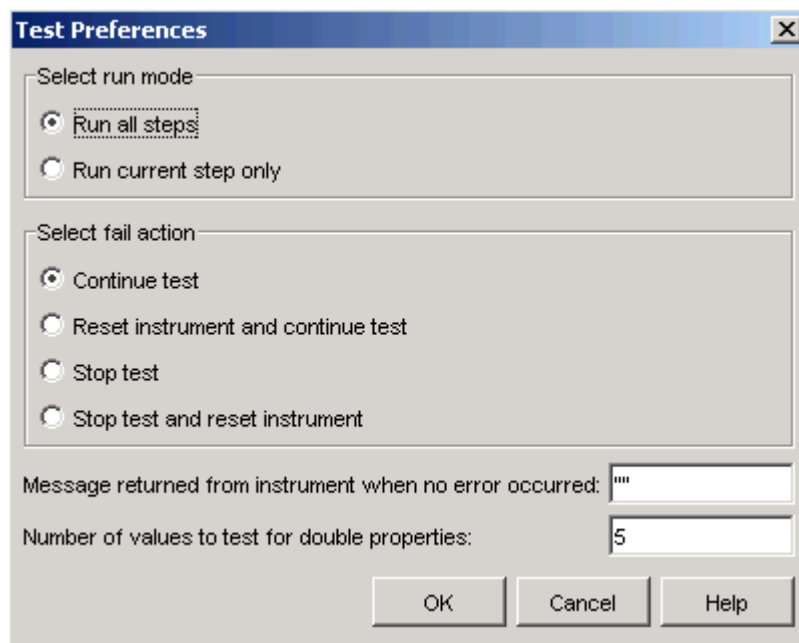 Test Preferences
Select run mode
Run all steps
Run current step only
Select fail action
Continue test
Reset instrument and continue test
Stop test
Stop test and reset instrument
Message returned from instrument when no error occurred: ""
Number of values to test for double properties: 5
OK Cancel Help